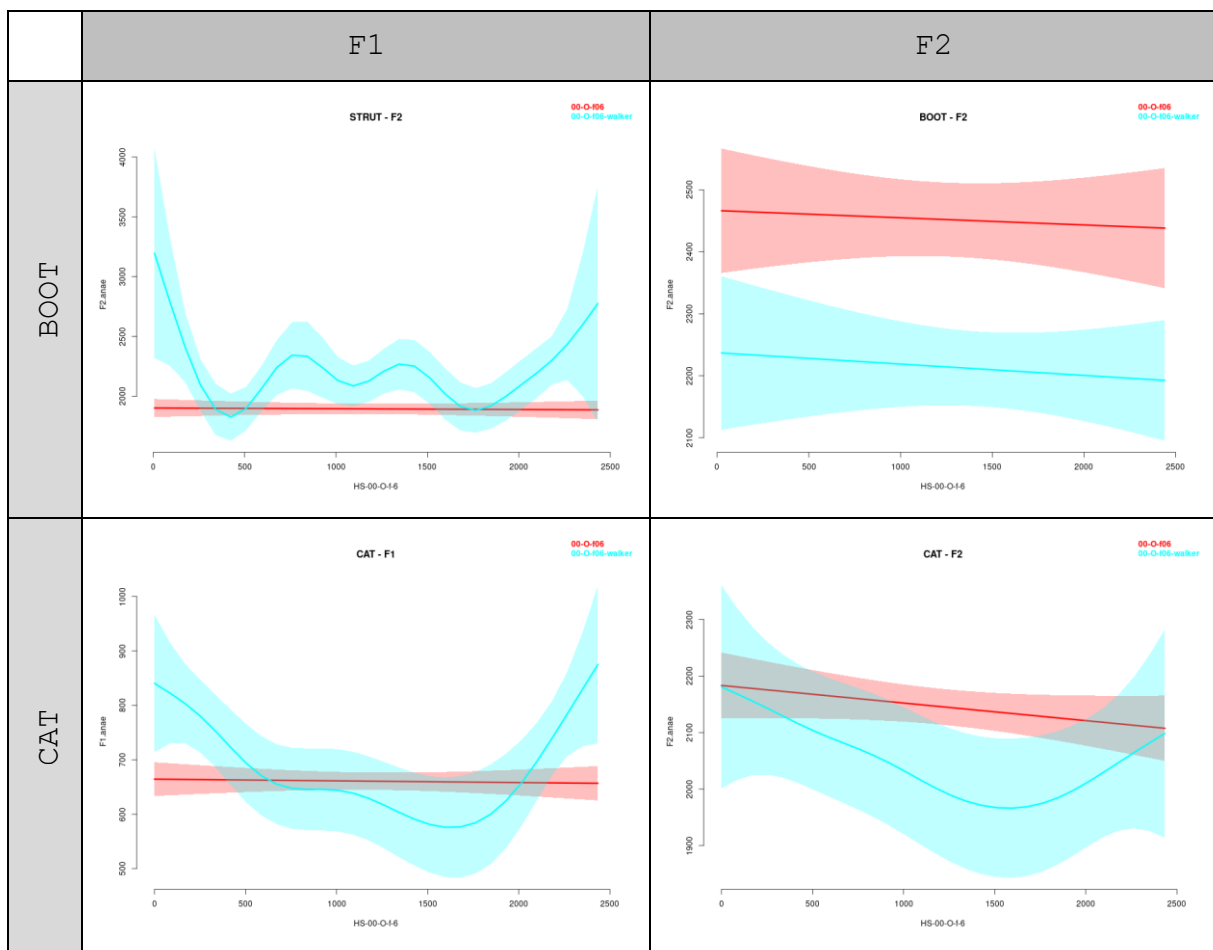 F1
F2
BOOT
STRUT - F2
00-O-f06
00-O-f06-walker
F2.anae
4000
3500
3000
2500
2000
0
500
1000
1500
2000
2500
HS-00-O-f-6
BOOT - F2
00-O-f06
00-O-f06-walker
F2.anae
2500
2400
2300
2200
2100
0
500
1000
1500
2000
2500
HS-00-O-f-6
CAT
CAT - F1
00-O-f06
00-O-f06-walker
F1.anae
1000
900
800
700
600
500
0
500
1000
1500
2000
2500
HS-00-O-f-6
CAT - F2
00-O-f06
00-O-f06-walker
F2.anae
2300
2200
2100
2000
1900
0
500
1000
1500
2000
2500
HS-00-O-f-6